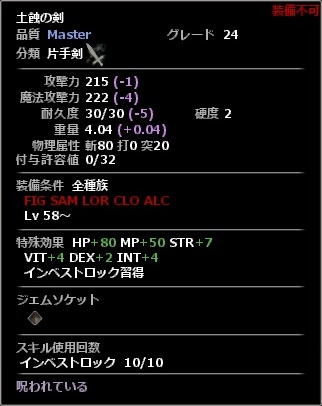 土蝕の剣
装備不可
品質 Master グレード 24
分類 片手剣
攻撃力 215 (-1)
魔法攻撃力 222 (-4)
耐久度 30/30 (-5) 硬度 2
重量 4.04 (+0.04)
物理属性 斬80 打0 突20
付与許容値 0/32
装備条件 全種族
FIG SAM LOR CLO ALC
Lv 58～
特殊効果 HP+80 MP+50 STR+7
VIT+4 DEX+2 INT+4
インベストロック習得
ジェムソケット
スキル使用回数
インベストロック 10/10
呪われている